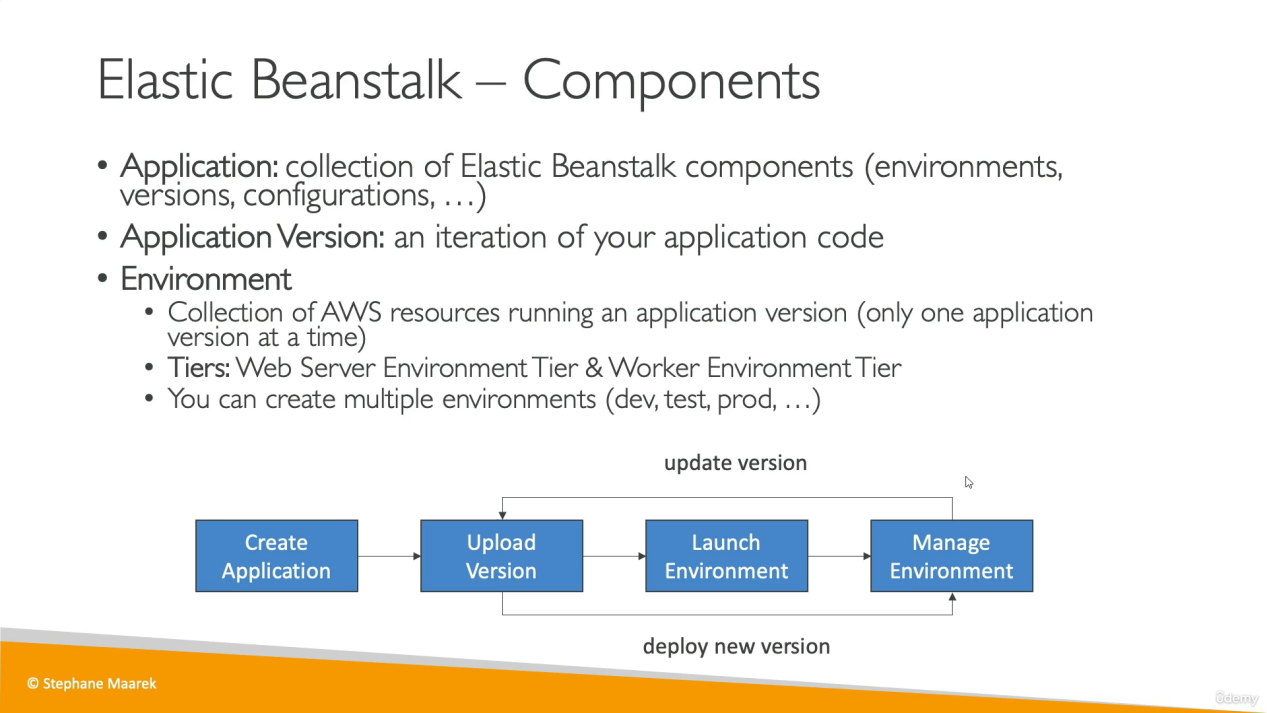 Elastic Beanstalk – Components
• Application: collection of Elastic Beanstalk components (environments,
versions, configurations, …)
• Application Version: an iteration of your application code
• Environment
• Collection of AWS resources running an application version (only one application
version at a time)
• Tiers: Web Server Environment Tier & Worker Environment Tier
• You can create multiple environments (dev, test, prod, …)
update version
Create
Application
Upload
Version
Launch
Environment
Manage
Environment
deploy new version
© Stephane Maarek
ûdemy